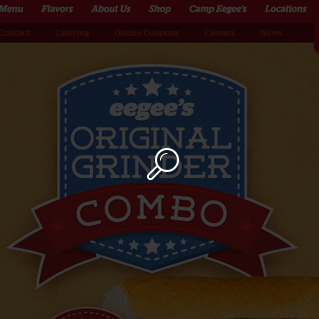 Menu Flavors About Us Shop Camp Eegee's Locations
Contact Catering Online Coupons Careers News
eegee's
ORIGINAL
GRINDER
COMBO